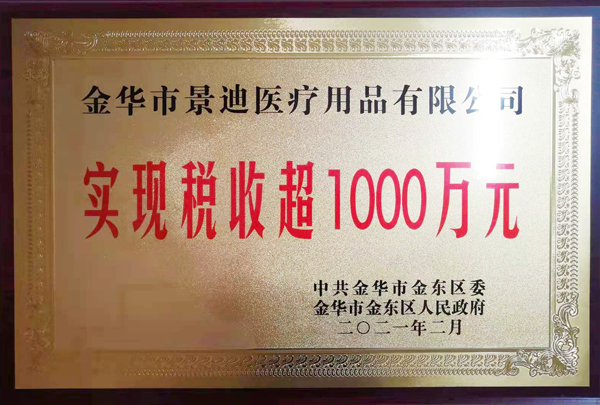 金华市景迪医疗用品有限公司
实现税收超1000万元
中共金华市金东区委
金华市金东区人民政府
二〇二一年二月